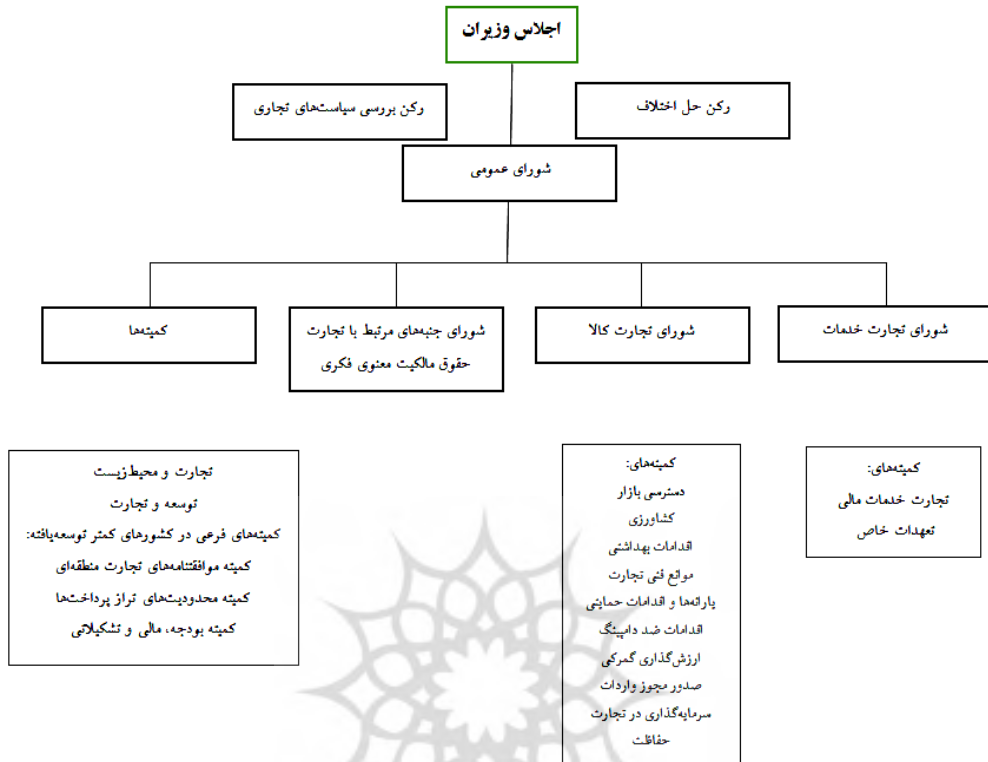 اجلاس وزیران
رکن حل اختلاف
رکن بررسی سیاست‌های تجاری
شورای عمومی
شورای تجارت خدمات
شورای تجارت کالا
شورای جنبه‌های مرتبط با تجارت
حقوق مالکیت معنوی فکری
کمیته‌ها
کمیته‌های:
تجارت خدمات مالی
تعهدات خاص
کمیته‌های:
دسترسی بازار
کشاورزی
اقدامات بهداشتی
موانع فنی تجارت
یارانه‌ها و اقدامات حمایتی
اقدامات ضد دامپینگ
ارزش‌گذاری گمرکی
صدور مجوز واردات
سرمایه‌گذاری در تجارت
حفاظت
تجارت و محیط‌زیست
توسعه و تجارت
کمیته‌های فرعی در کشورهای کمتر توسعه‌یافته:
کمیته موافقتنامه‌های تجارت منطقه‌ای
کمیته محدودیت‌های تراز پرداخت‌ها
کمیته بودجه، مالی و تشکیلاتی